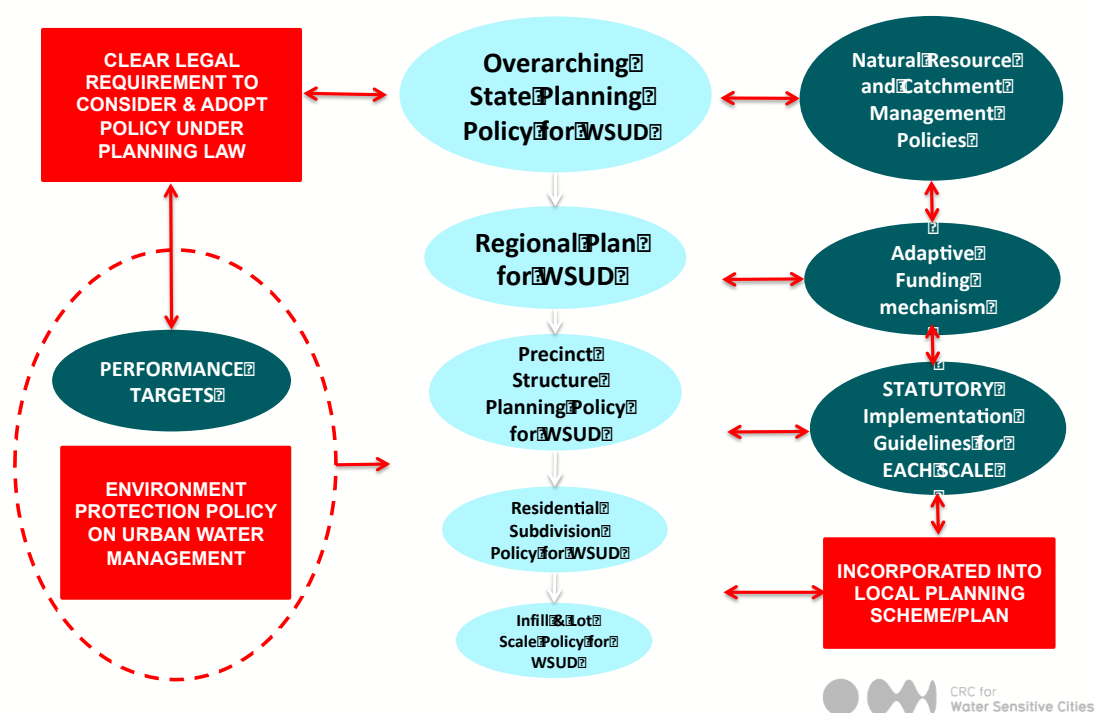 CLEAR LEGAL
REQUIREMENT TO
CONSIDER & ADOPT
POLICY UNDER
PLANNING LAW
Overarching
State Planning
Policy for WSUD
Natural Resource
and Catchment
Management
Policies
Regional Plan
for WSUD
Adaptive
Funding
mechanism
PERFORMANCE
TARGETS
Precinct
Structure
Planning Policy
for WSUD
STATUTORY
Implementation
Guidelines for
EACH SCALE
ENVIRONMENT
PROTECTION POLICY
ON URBAN WATER
MANAGEMENT
Residential
Subdivision
Policy for WSUD
INCORPORATED INTO
LOCAL PLANNING
SCHEME/PLAN
Infill & Lot
Scale Policy for
WSUD
CRC for
Water Sensitive Cities